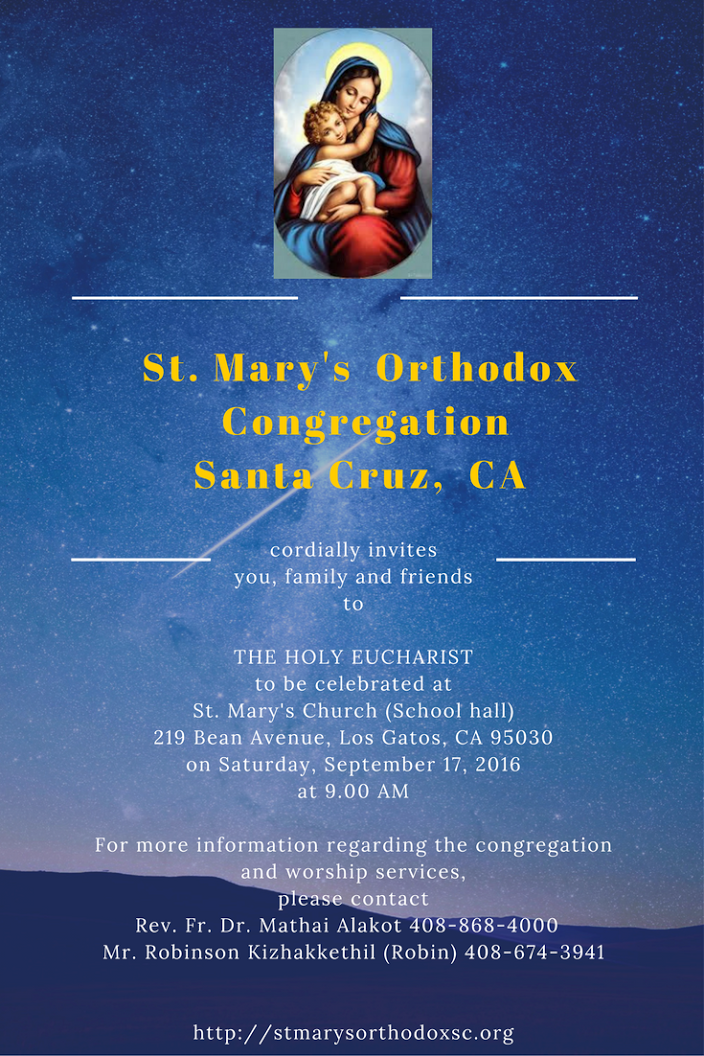 St. Mary's Orthodox
Congregation
Santa Cruz, CA
cordially invites
you, family and friends
to
THE HOLY EUCHARIST
to be celebrated at
St. Mary's Church (School hall)
219 Bean Avenue, Los Gatos, CA 95030
on Saturday, September 17, 2016
at 9.00 AM
For more information regarding the congregation
and worship services,
please contact
Rev. Fr. Dr. Mathai Alakot 408-868-4000
Mr. Robinson Kizhakkethil (Robin) 408-674-3941
http://stmarysorthodoxsc.org